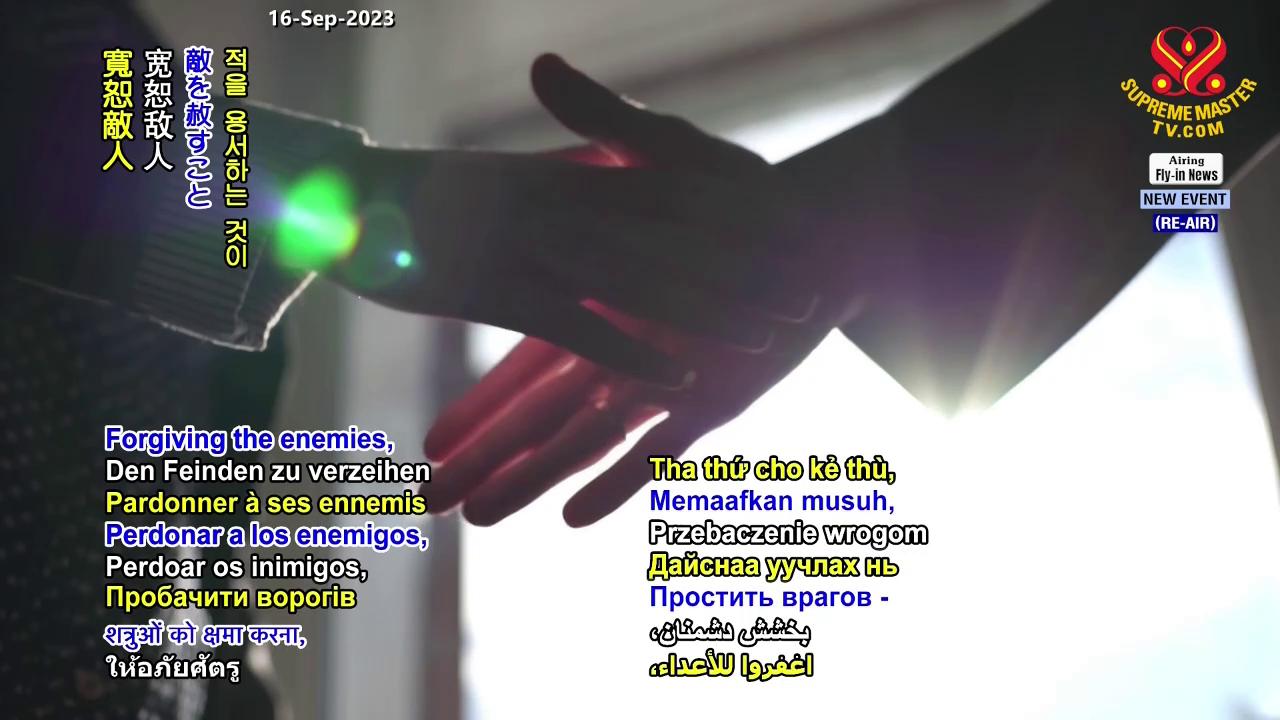 16-Sep-2023
寬恕敵人
宽恕敌人
敵を赦すこと
적을 용서하는 것이
SUPREME MASTER
TV.COM
Airing
Fly-in News
NEW EVENT
(RE-AIR)
Forgiving the enemies,
Den Feinden zu verzeihen
Pardonner à ses ennemis
Perdonar a los enemigos,
Perdoar os inimigos,
Пробачити ворогів
शत्रुओं को क्षमा करना,
ให้อภัยศัตรู
Tha thứ cho kẻ thù,
Memaafkan musuh,
Przebaczenie wrogom
Дайснаа уучлах нь
Простить врагов -
بخشش دشمنان،
اغفروا للأعداء،